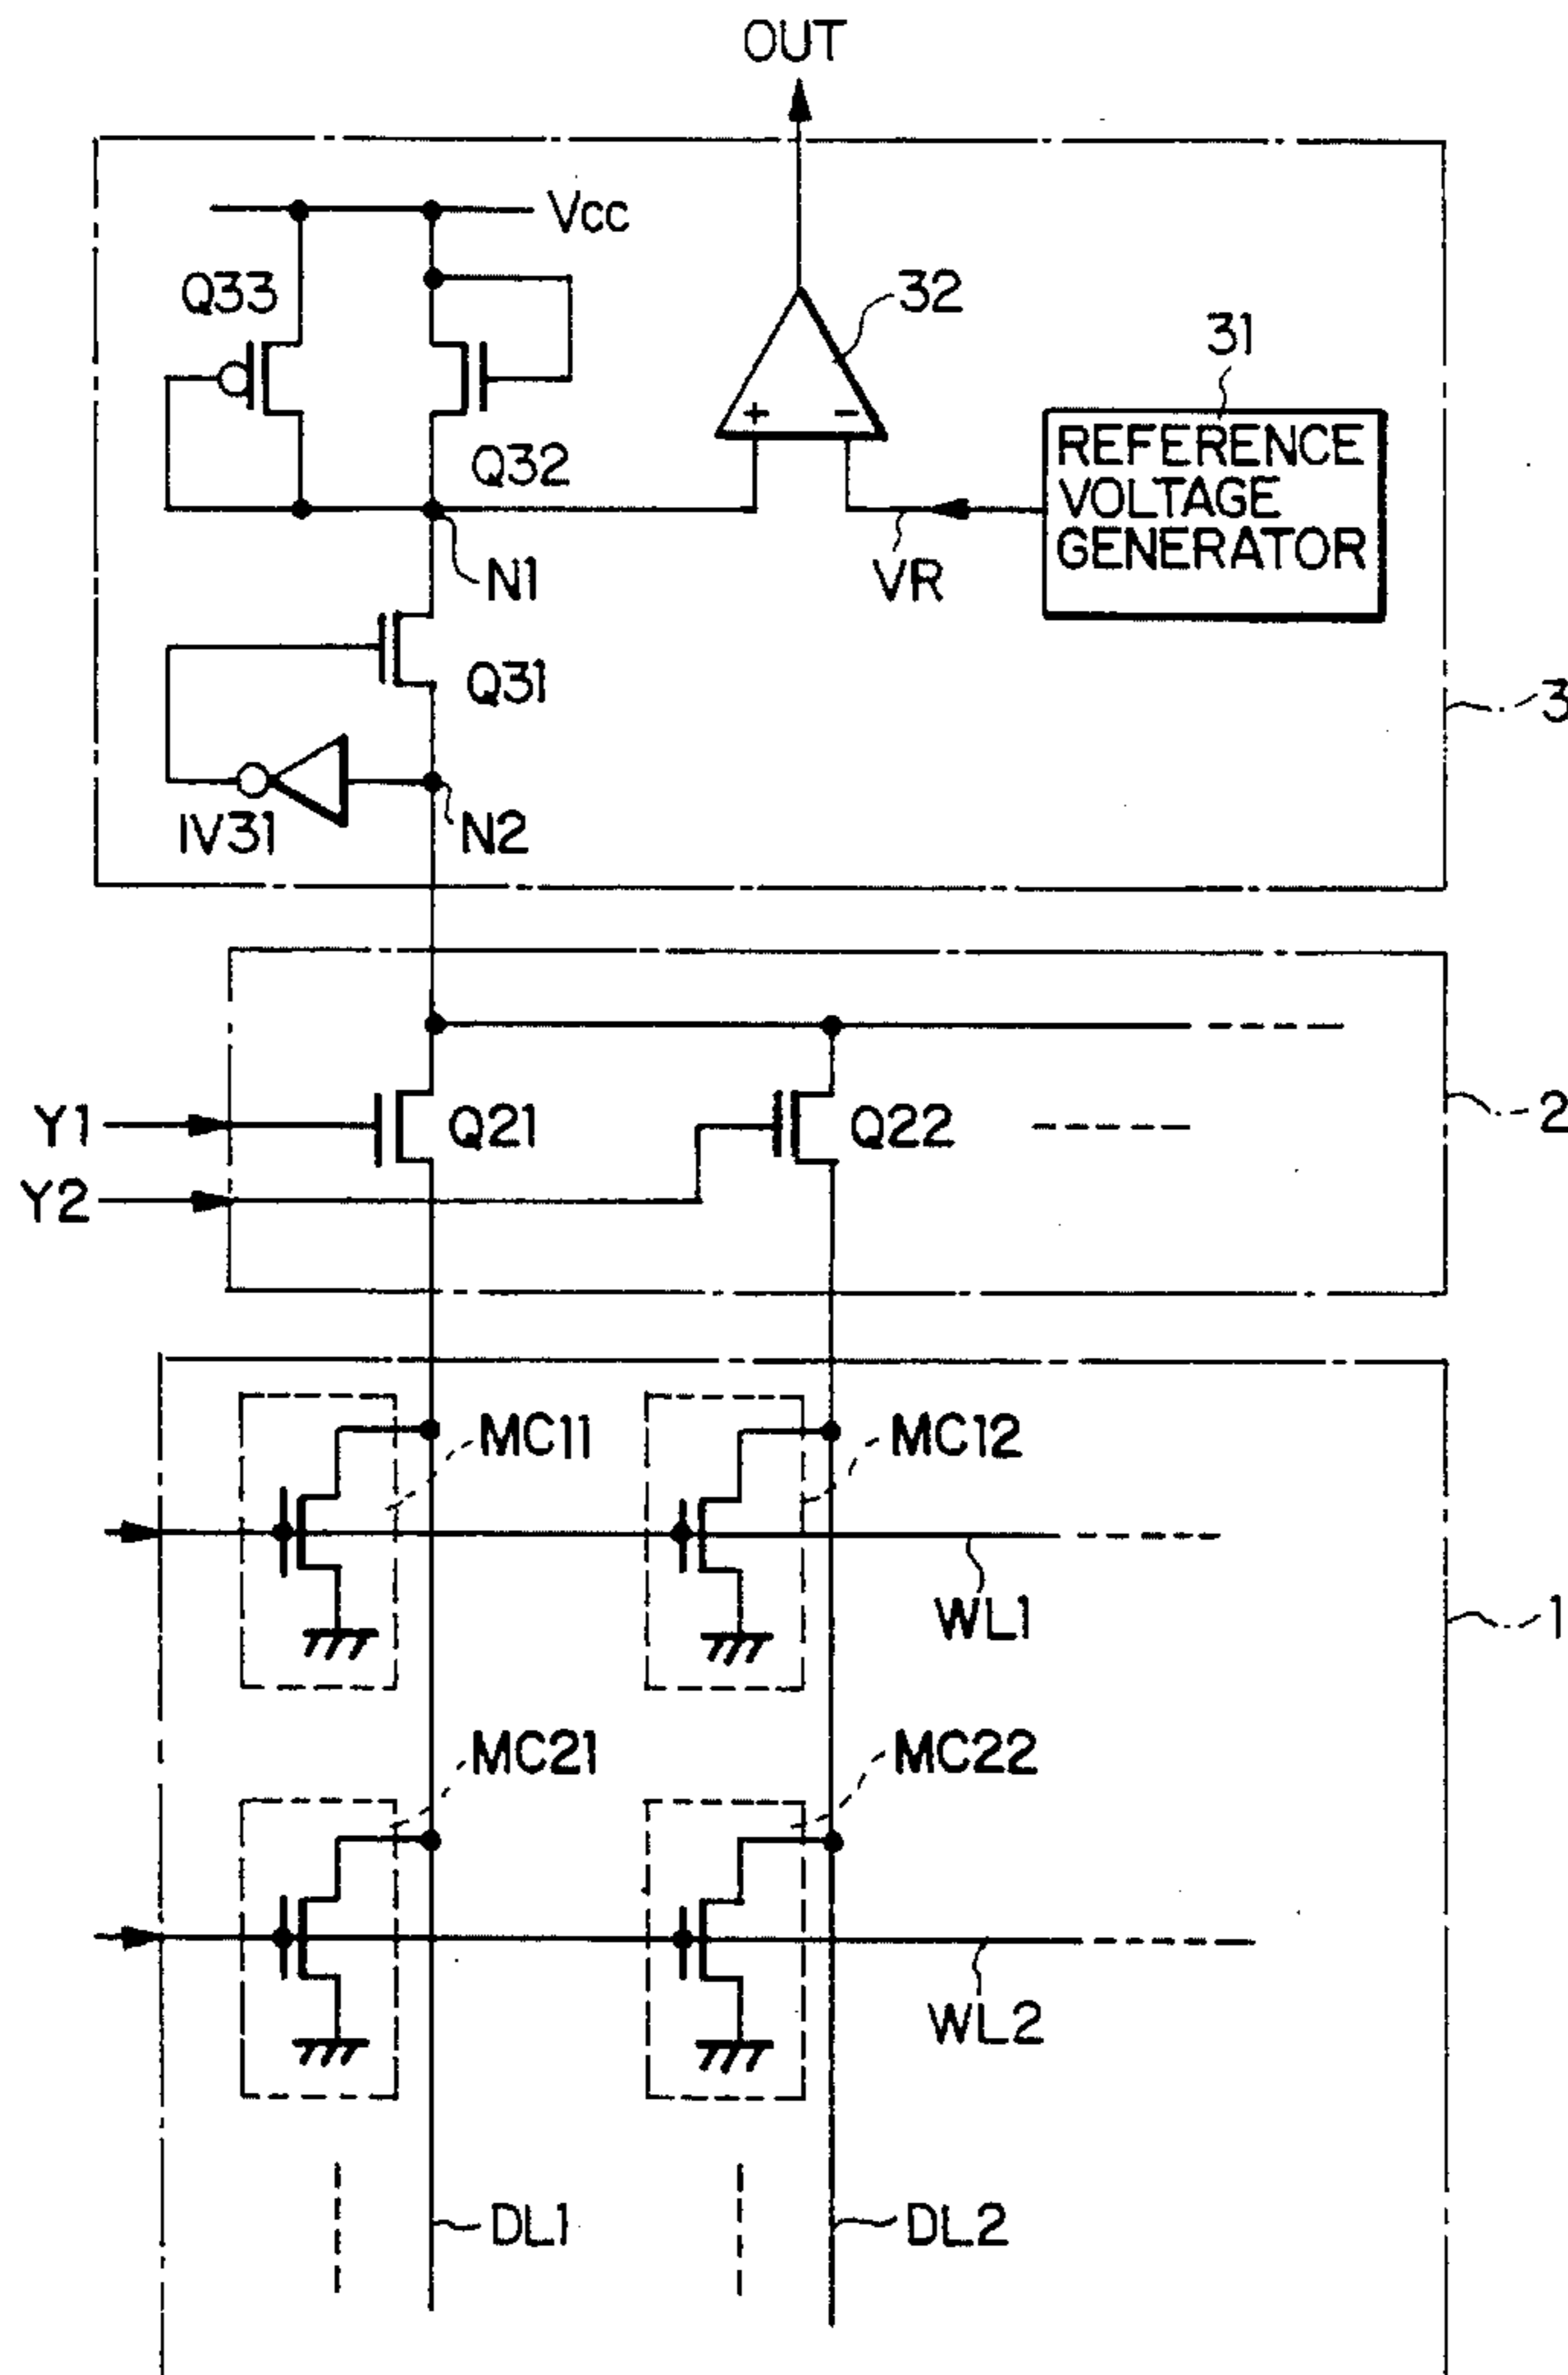 OUT
Vcc
Q33
32
31
+ −
REFERENCE
VOLTAGE
GENERATOR
Q32
N1
VR
Q31
3
IV31
N2
Y1
Q21
Q22
2
Y2
MC11
MC12
WL1
1
MC21
MC22
WL2
DL1
DL2